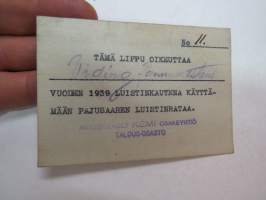 No 11.
TÄMÄ LIPPU OIKEUTTAA
VUODEN 1939 LUISTINKAUTENA KÄYTTÄ-
MÄÄN PAJUSAAREN LUISTINRATAA.
OSAKEYHTIÖ
TALOUS-OSASTO